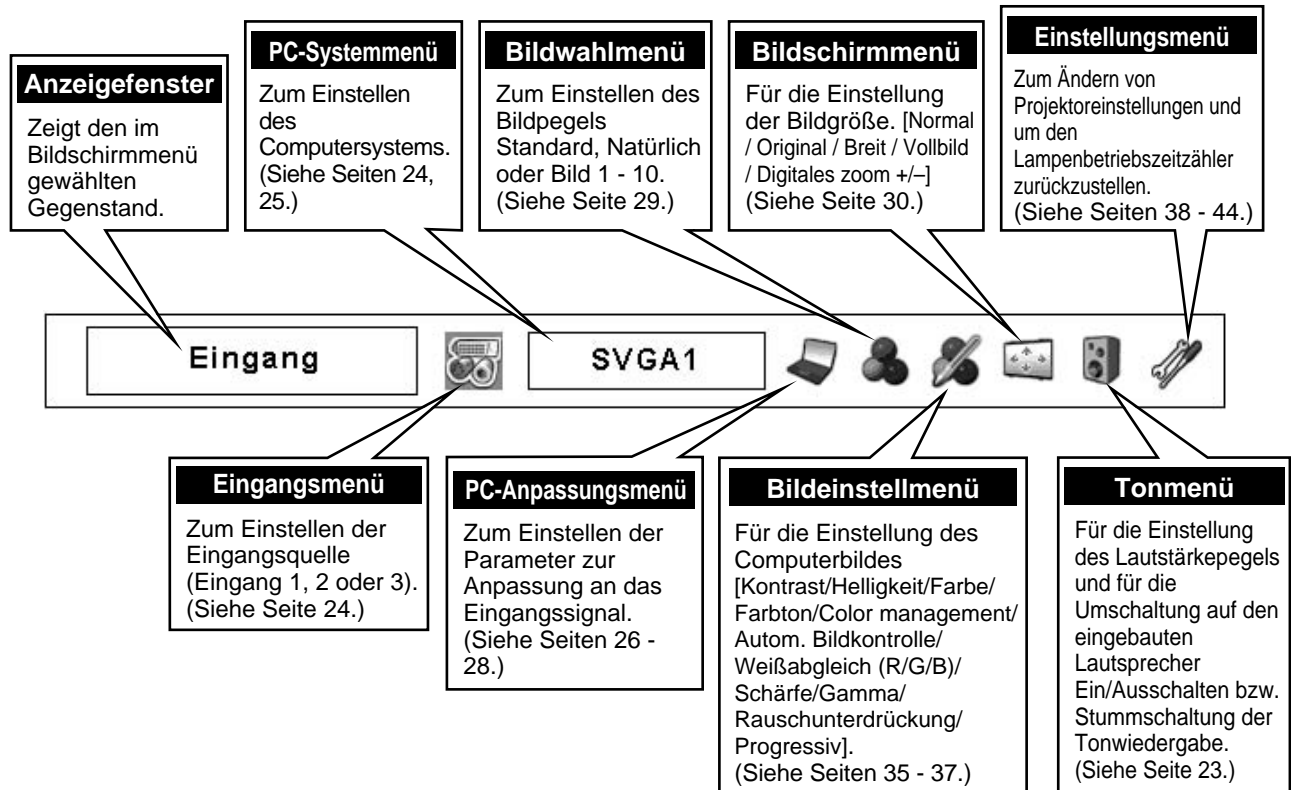 Anzeigefenster
Zeigt den im
Bildschirmmenü
gewählten
Gegenstand.
PC-Systemmenü
Zum Einstellen
des
Computersystems.
(Siehe Seiten 24,
25.)
Bildwahlmenü
Zum Einstellen des
Bildpegels
Standard, Natürlich
oder Bild 1 - 10.
(Siehe Seite 29.)
Bildschirmmenü
Für die Einstellung
der Bildgröße. [Normal
/ Original / Breit / Vollbild
/ Digitales zoom +/–]
(Siehe Seite 30.)
Einstellungsmenü
Zum Ändern von
Projektoreinstellungen und
um den
Lampenbetriebszeitzähler
zurückzustellen.
(Siehe Seiten 38 - 44.)
Eingang
SVGA1
Eingangsmenü
Zum Einstellen der
Eingangsquelle
(Eingang 1, 2 oder 3).
(Siehe Seite 24.)
PC-Anpassungsmenü
Zum Einstellen der
Parameter zur
Anpassung an das
Eingangssignal.
(Siehe Seiten 26 -
28.)
Bildeinstellmenü
Für die Einstellung des
Computerbildes
[Kontrast/Helligkeit/Farbe/
Farbton/Color management/
Autom. Bildkontrolle/
Weißabgleich (R/G/B)/
Schärfe/Gamma/
Rauschunterdrückung/
Progressiv].
(Siehe Seiten 35 - 37.)
Tonmenü
Für die Einstellung
des Lautstärkepegels
und für die
Umschaltung auf den
eingebauten
Lautsprecher
Ein/Ausschalten bzw.
Stummschaltung der
Tonwiedergabe.
(Siehe Seite 23.)